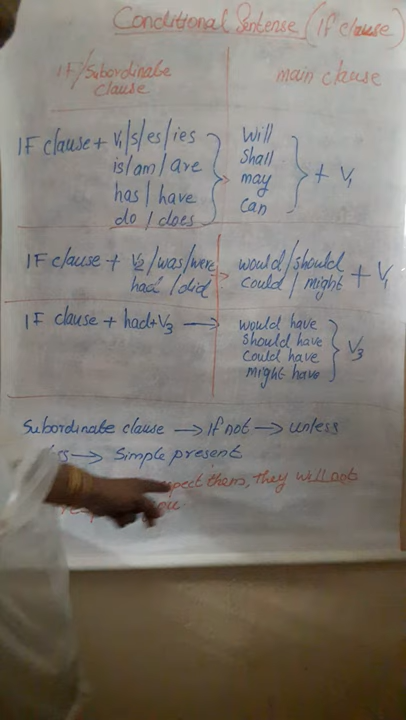 Conditional Sentense (If clause)
If/Subordinate clause
main clause
IF clause + V1/s/es/ies
is/am/are
has/have
do/does
will
shall
may
can
+ V1
IF clause + V2/was/were
had/did
would/should
could/might
+ V1
IF clause + had+V3 →
would have
should have
could have
might have
V3
Subordinate clause → If not → unless
→ Simple present
them, they will not